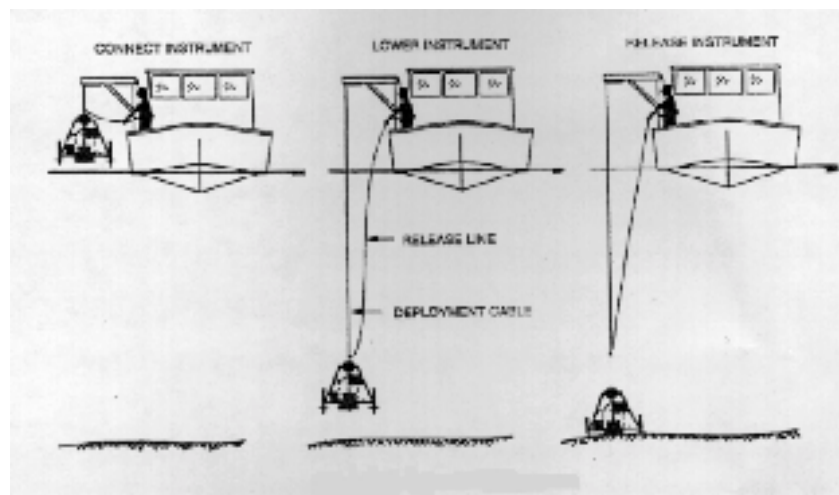 CONNECT INSTRUMENT
LOWER INSTRUMENT
RELEASE INSTRUMENT
RELEASE LINE
DEPLOYMENT CABLE